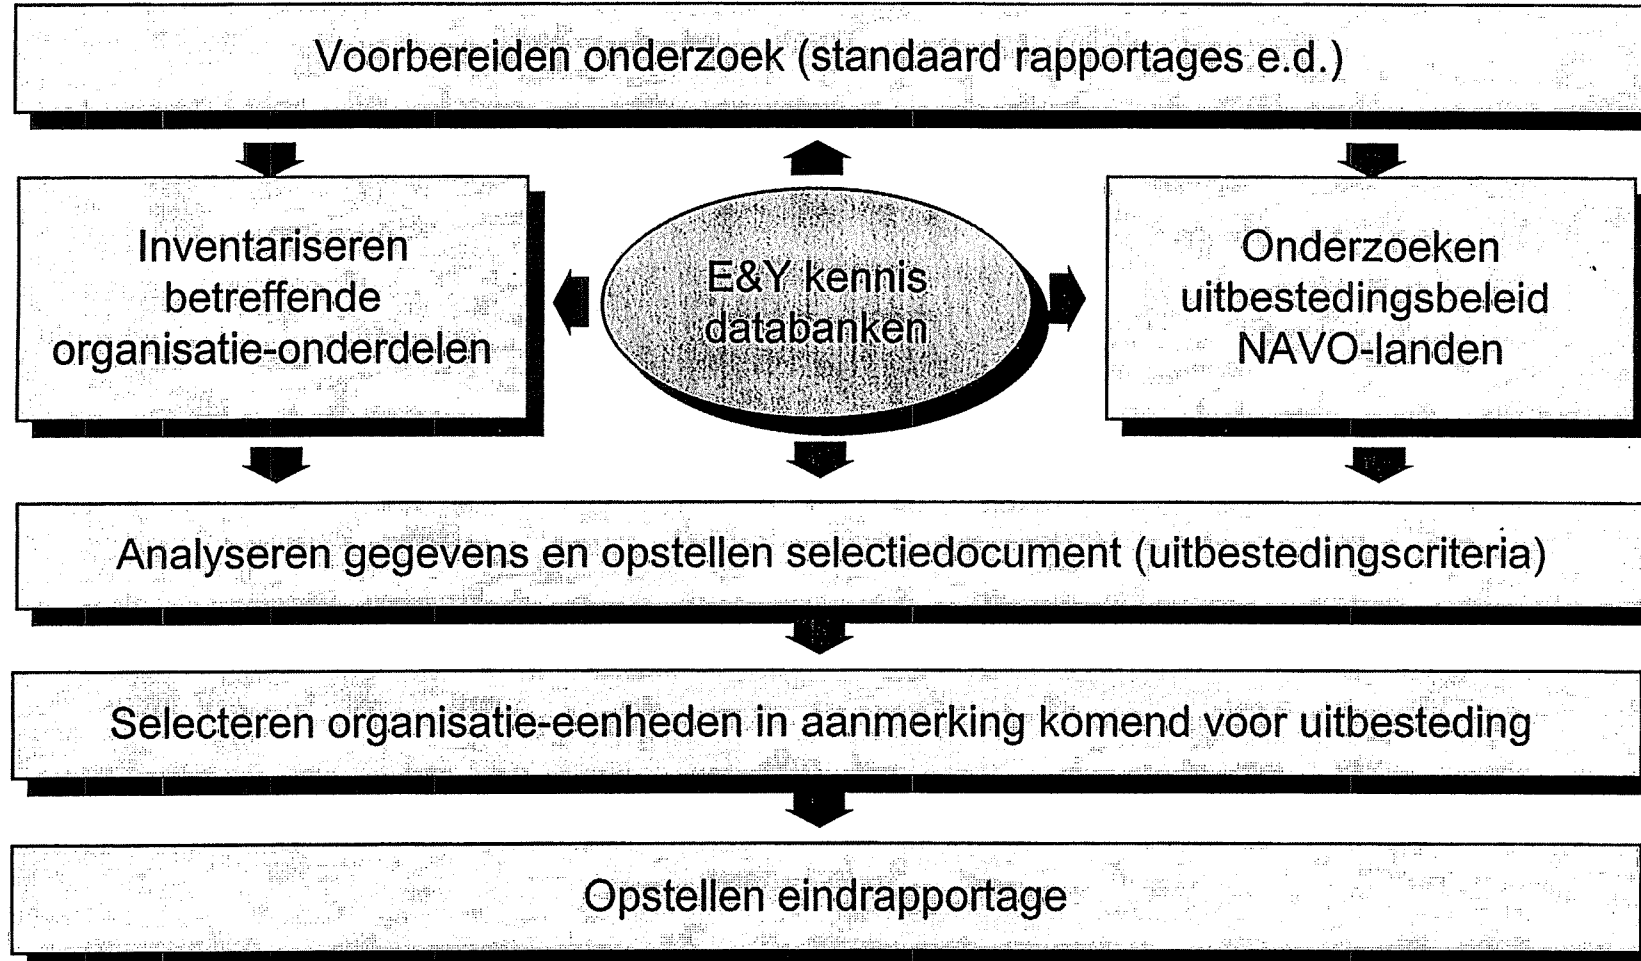 Voorbereiden onderzoek (standaard rapportages e.d.)
Inventariseren
betreffende
organisatie-onderdelen
E&Y kennis
databanken
Onderzoeken
uitbestedingsbeleid
NAVO-landen
Analyseren gegevens en opstellen selectiedocument (uitbestedingscriteria)
Selecteren organisatie-eenheden in aanmerking komend voor uitbesteding
Opstellen eindrapportage